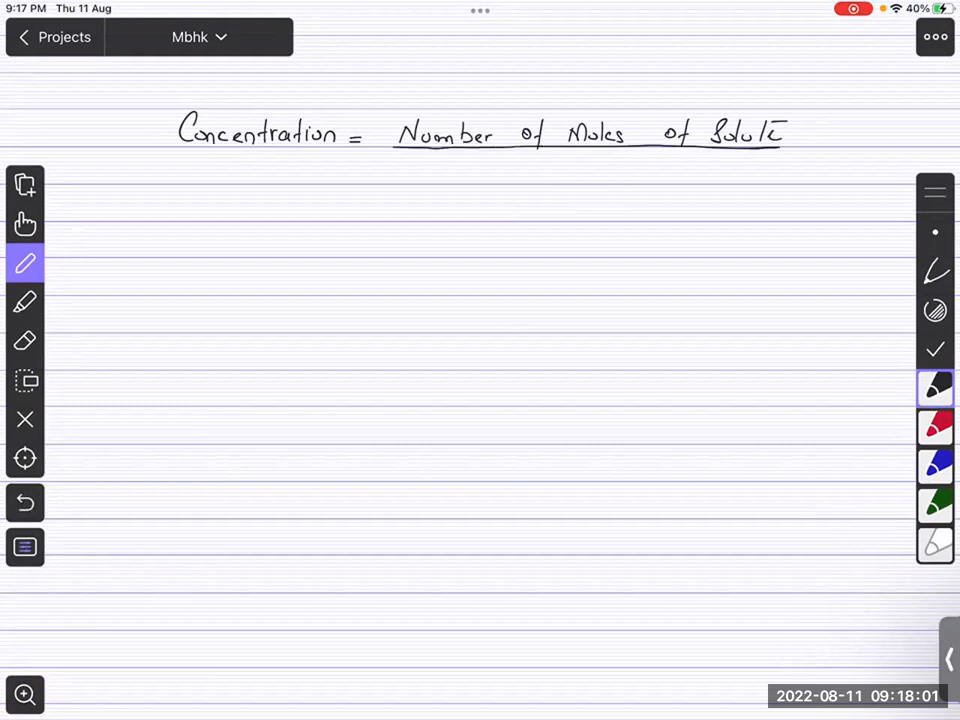 9:17 PM Thu 11 Aug
40%
Projects
Mbhk
Concentration = Number of Moles of Solute
2022-08-11 09:18:01